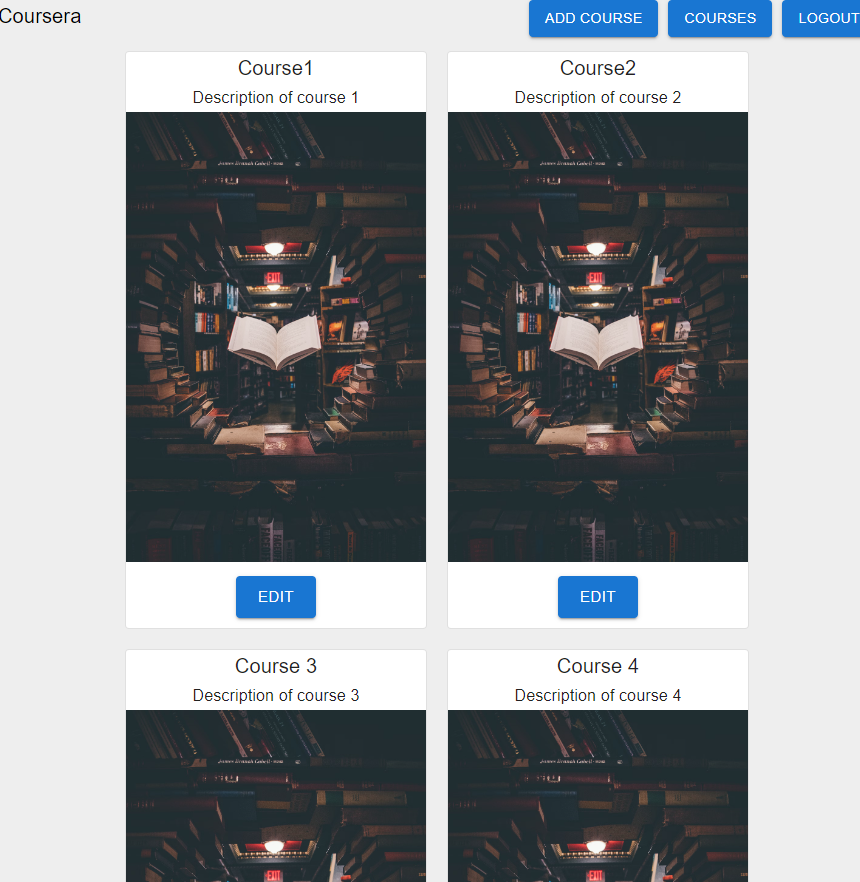 Coursera
ADD COURSE
COURSES
LOGOUT
Course1
Description of course 1
Course2
Description of course 2
EXIT
EXIT
EDIT
EDIT
Course 3
Description of course 3
Course 4
Description of course 4
EXIT
EXIT